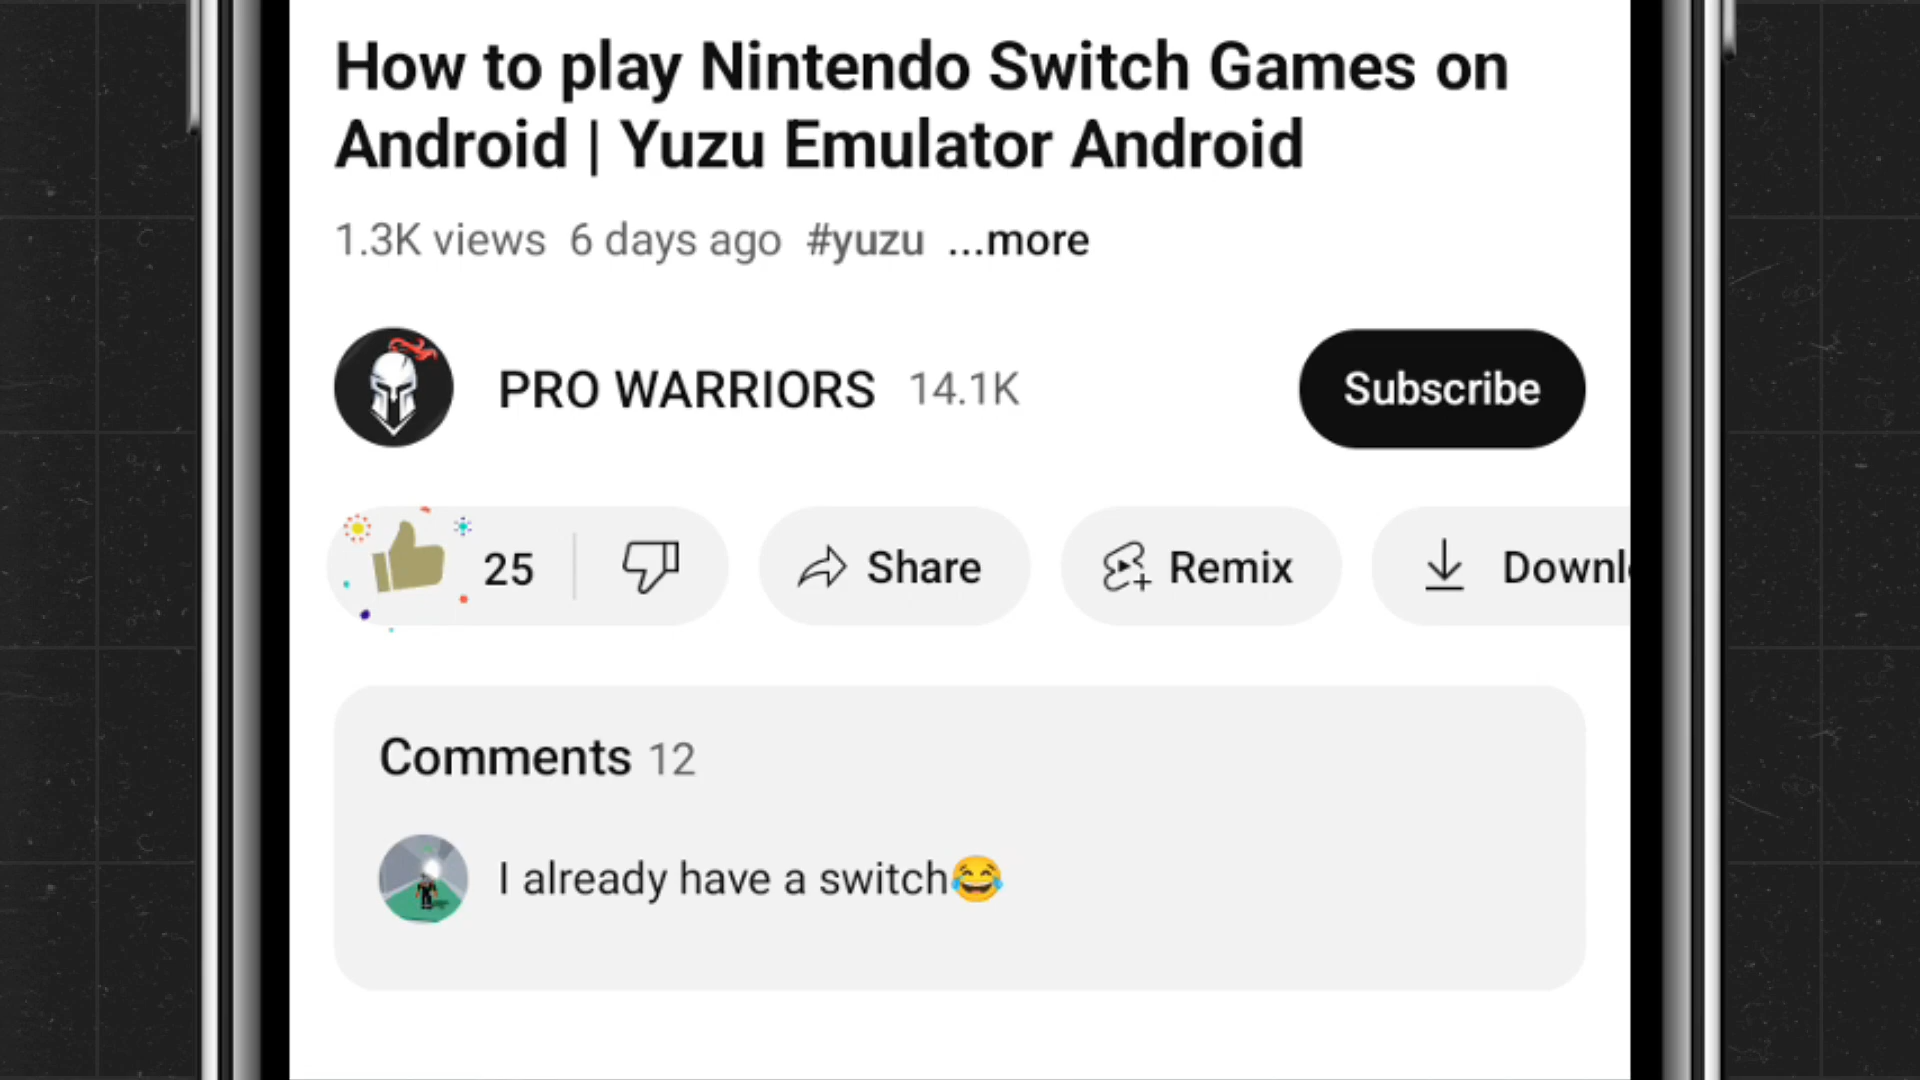 How to play Nintendo Switch Games on
Android | Yuzu Emulator Android
1.3K views 6 days ago #yuzu ...more
PRO WARRIORS 14.1K Subscribe
25 Share Remix Downl
Comments 12
I already have a switch😂